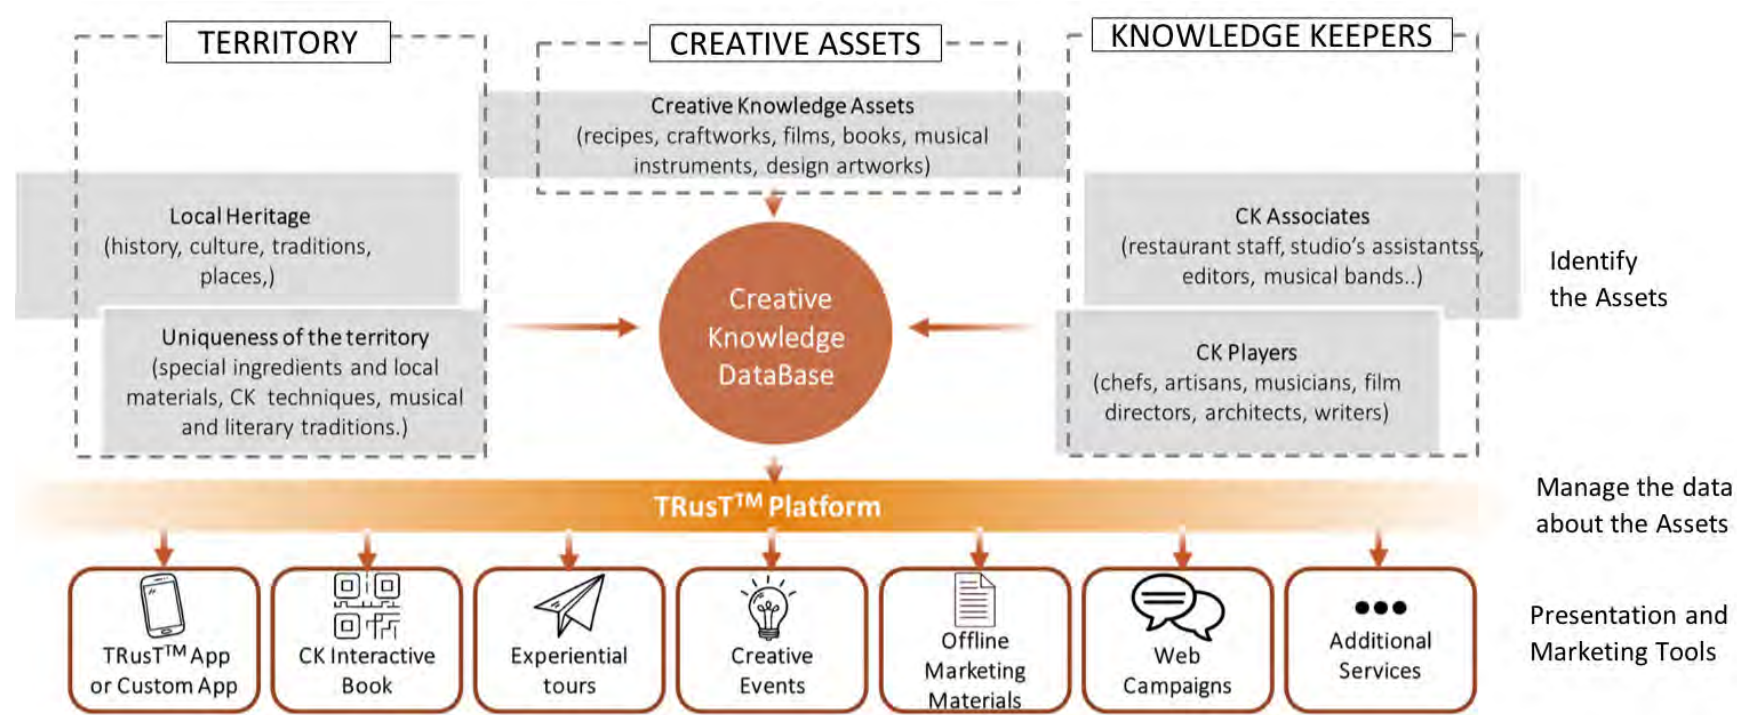 TERRITORY
CREATIVE ASSETS
KNOWLEDGE KEEPERS
Creative Knowledge Assets
(recipes, craftworks, films, books, musical
instruments, design artworks)
Local Heritage
(history, culture, traditions,
places,)
Uniqueness of the territory
(special ingredients and local
materials, CK techniques, musical
and literary traditions.)
Creative
Knowledge
DataBase
CK Associates
(restaurant staff, studio's assistantss,
editors, musical bands..)
CK Players
(chefs, artisans, musicians, film
directors, architects, writers)
Identify
the Assets
TRusT™ Platform
Manage the data
about the Assets
TRusT™ App
or Custom App
CK Interactive
Book
Experiential
tours
Creative
Events
Offline
Marketing
Materials
Web
Campaigns
Additional
Services
Presentation and
Marketing Tools